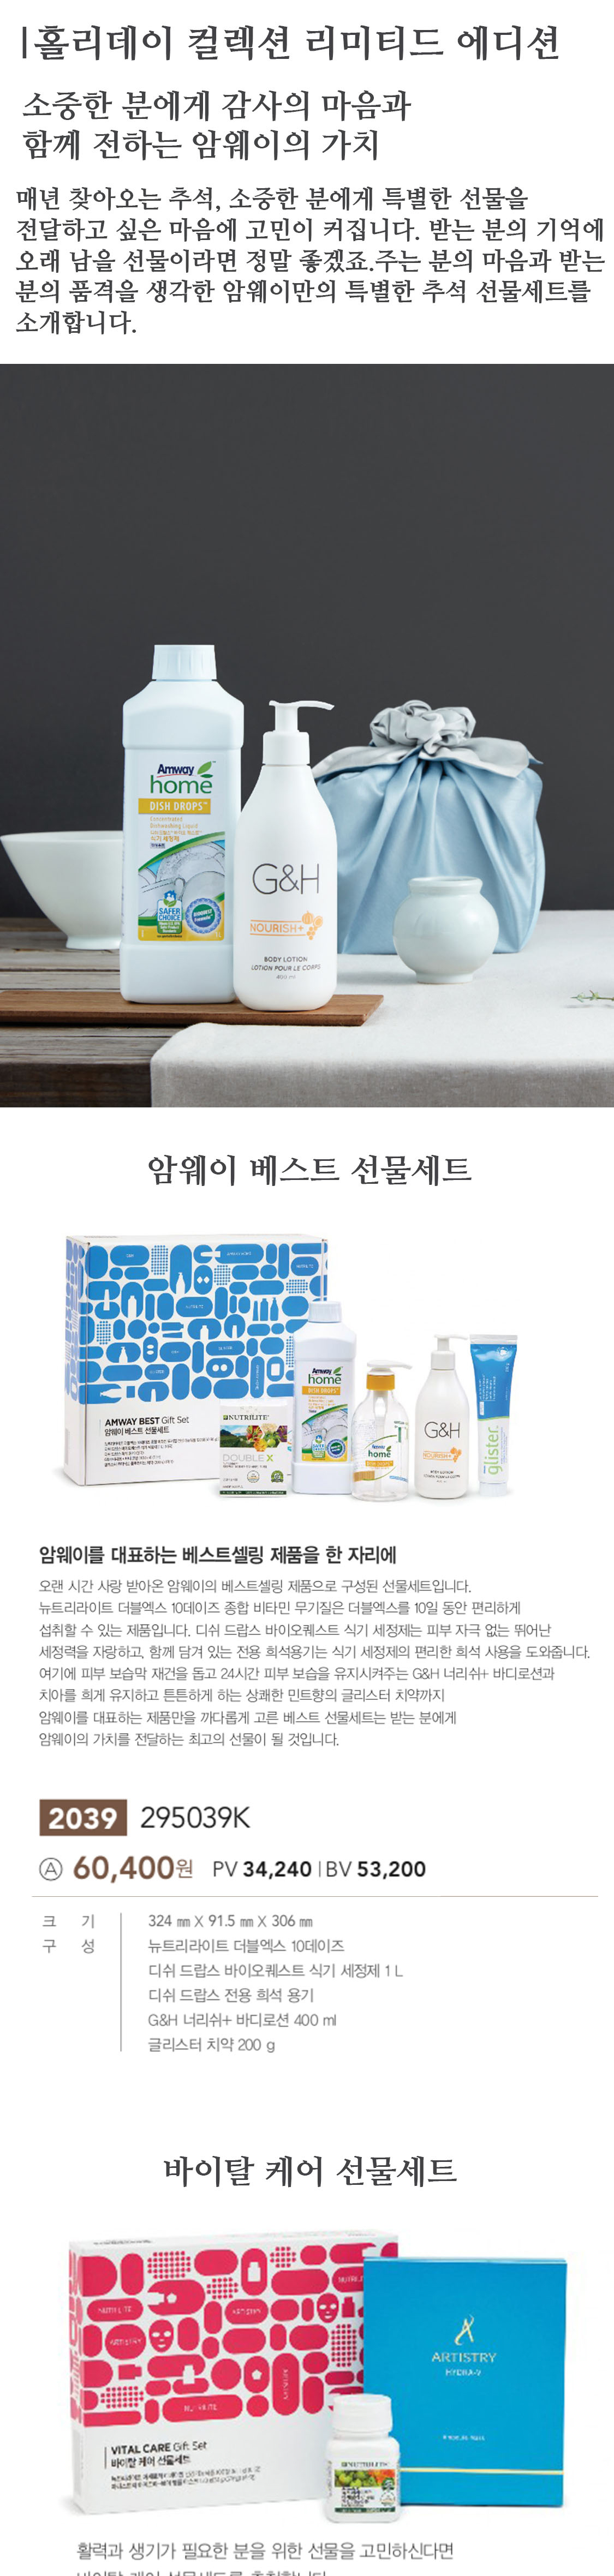 |홀리데이 컬렉션 리미티드 에디션
소중한 분에게 감사의 마음과
함께 전하는 암웨이의 가치
매년 찾아오는 추석, 소중한 분에게 특별한 선물을
전달하고 싶은 마음에 고민이 커집니다. 받는 분의 기억에
오래 남을 선물이라면 정말 좋겠죠.주는 분의 마음과 받는
분의 품격을 생각한 암웨이만의 특별한 추석 선물세트를
소개합니다.
Amway
home™
DISH DROPS™
Concentrated
Dishwashing Liquid
식기 세정제
SAFER
CHOICE
G&H
NOURISH+
BODY LOTION
LOTION POUR LE CORPS
400 ml
암웨이 베스트 선물세트
AMWAY BEST Gift Set
암웨이 베스트 선물세트
NUTRILITE
DOUBLE X
Amway
home
DISH DROPS
Amway
home
G&H
NOURISH+
glister
암웨이를 대표하는 베스트셀링 제품을 한 자리에
오랜 시간 사랑 받아온 암웨이의 베스트셀링 제품으로 구성된 선물세트입니다.
뉴트리라이트 더블엑스 10데이즈 종합 비타민 무기질은 더블엑스를 10일 동안 편리하게
섭취할 수 있는 제품입니다. 디쉬 드랍스 바이오퀘스트 식기 세정제는 피부 자극 없는 뛰어난
세정력을 자랑하고, 함께 담겨 있는 전용 희석용기는 식기 세정제의 편리한 희석 사용을 도와줍니다.
여기에 피부 보습막 재건을 돕고 24시간 피부 보습을 유지시켜주는 G&H 너리쉬+ 바디로션과
치아를 희게 유지하고 튼튼하게 하는 상쾌한 민트향의 글리스터 치약까지
암웨이를 대표하는 제품만을 까다롭게 고른 베스트 선물세트는 받는 분에게
암웨이의 가치를 전달하는 최고의 선물이 될 것입니다.
2039 295039K
Ⓐ 60,400원 PV 34,240 | BV 53,200
크 기 324 ㎜ X 91.5 ㎜ X 306 ㎜
구 성 뉴트리라이트 더블엑스 10데이즈
디쉬 드랍스 바이오퀘스트 식기 세정제 1 L
디쉬 드랍스 전용 희석 용기
G&H 너리쉬+ 바디로션 400 ml
글리스터 치약 200 g
바이탈 케어 선물세트
NUTRILITE
ARTISTRY
ARTISTRY
NUTRILITE
ARTISTRY
VITAL CARE Gift Set
바이탈 케어 선물세트
ARTISTRY
HYDRA-V
NUTRILITE
활력과 생기가 필요한 분을 위한 선물을 고민하신다면